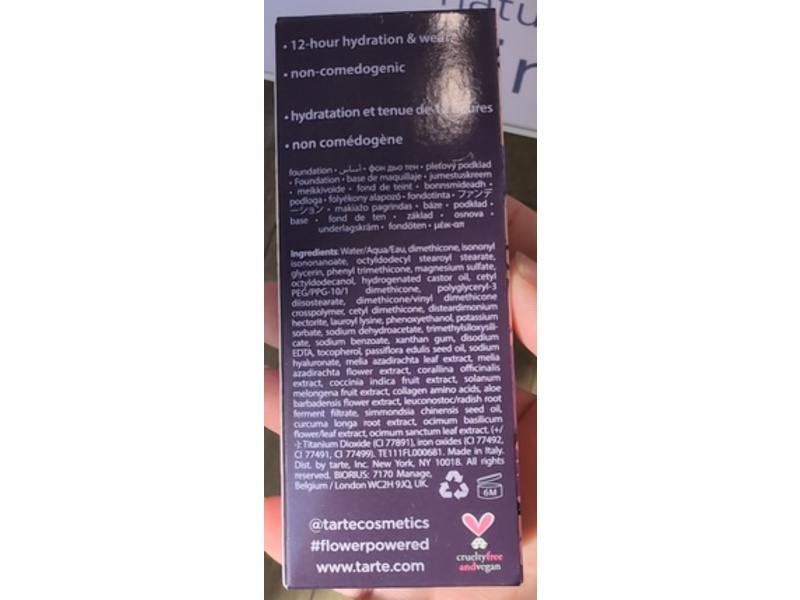 natu
• 12-hour hydration & wear
• non-comedogenic
• hydratation et tenue de 12 heures
• non comédogène
foundation • أساس • фон дьо тен • pleťový podklad
• Foundation • base de maquillaje • jumestuskreem
• meikkivoide • fond de teint • bonnsmideadh •
podloga • folyékony alapozó • fondotinta • ファンデ
ーション • makiažo pagrindas • bāze • podkład •
base • fond de ten • základ • osnova •
underlagskräm • fondöten • μέικ-απ
Ingredients: Water/Aqua/Eau, dimethicone, isononyl
isononanoate, octyldodecyl stearoyl stearate,
glycerin, phenyl trimethicone, magnesium sulfate,
octyldodecanol, hydrogenated castor oil, cetyl
PEG/PPG-10/1 dimethicone, polyglyceryl-3
diisostearate, dimethicone/vinyl dimethicone
crosspolymer, cetyl dimethicone, disteardimonium
hectorite, lauroyl lysine, phenoxyethanol, potassium
sorbate, sodium dehydroacetate, trimethylsiloxysili-
cate, sodium benzoate, xanthan gum, disodium
EDTA, tocopherol, passiflora edulis seed oil, sodium
hyaluronate, melia azadirachta leaf extract, melia
azadirachta flower extract, corallina officinalis
extract, coccinia indica fruit extract, solanum
melongena fruit extract, collagen amino acids, aloe
barbadensis flower extract, leuconostoc/radish root
ferment filtrate, simmondsia chinensis seed oil,
curcuma longa root extract, ocimum basilicum
flower/leaf extract, ocimum sanctum leaf extract. (+/
-):Titanium Dioxide (CI 77891), iron oxides (CI 77492,
CI 77491, CI 77499). TE111FL000681. Made in Italy.
Dist. by tarte, Inc. New York, NY 10018. All rights
reserved. BIORIUS: 7170 Manage,
Belgium / London WC2H 9JQ, UK.
6M
@tartecosmetics
#flowerpowered
www.tarte.com
crueltyfree
andvegan